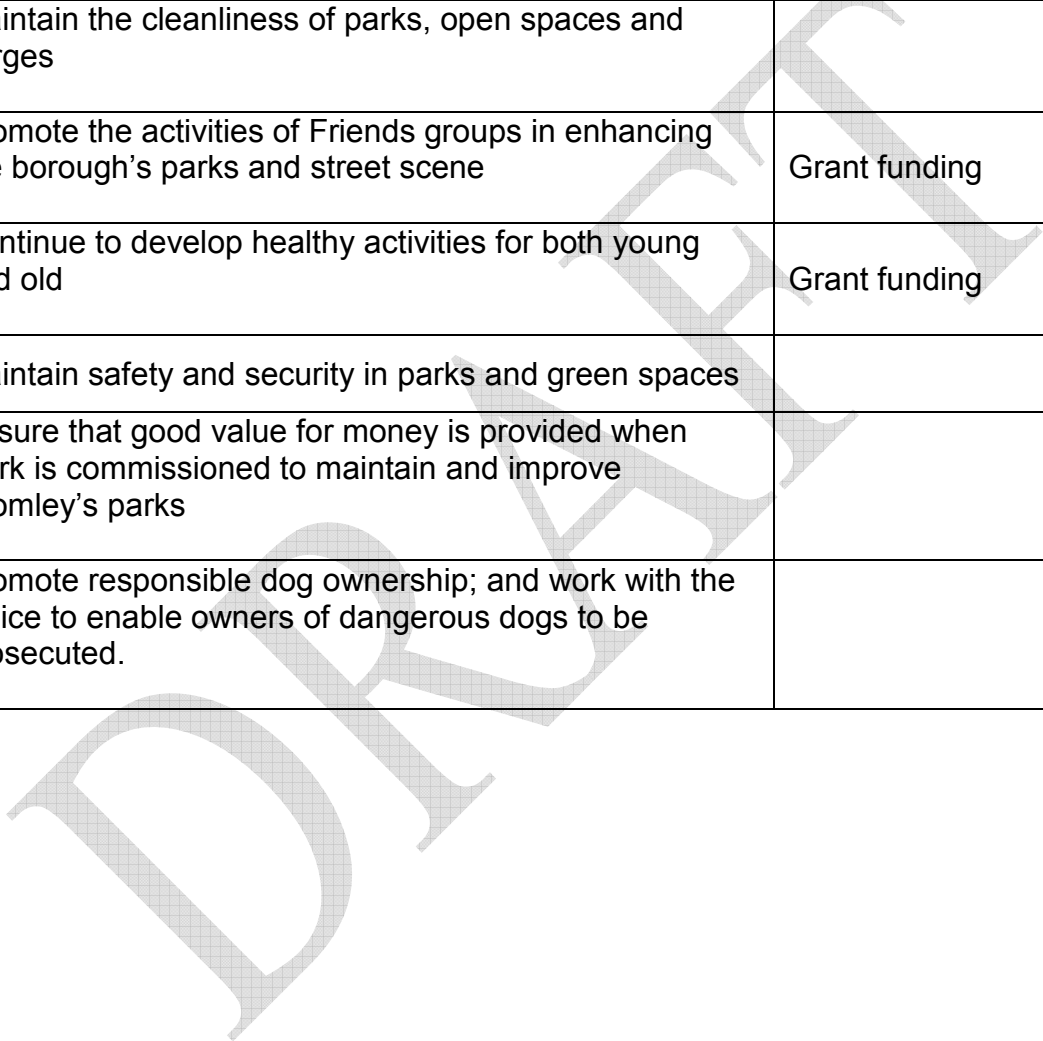 intain the cleanliness of parks, open spaces and
rges
omote the activities of Friends groups in enhancing
e borough’s parks and street scene
Grant funding
ntinue to develop healthy activities for both young
d old
Grant funding
intain safety and security in parks and green spaces
sure that good value for money is provided when
rk is commissioned to maintain and improve
omley’s parks
omote responsible dog ownership; and work with the
lice to enable owners of dangerous dogs to be
osecuted.
DRAFT